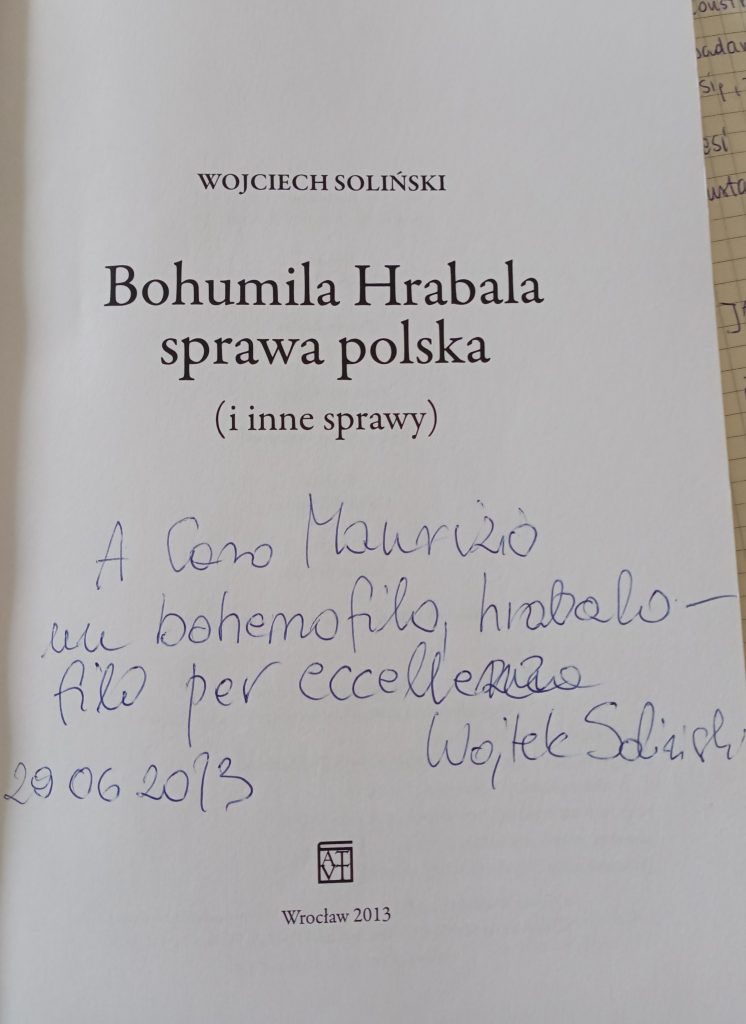 WOJCIECH SOLIŃSKI
Bohumila Hrabala
sprawa polska
(i inne sprawy)
A Caro Maurizio
un bohemofilo, hrabalo-
filo per eccellenza
Wojtek Soliński
29 06 2013
ATVT
Wrocław 2013